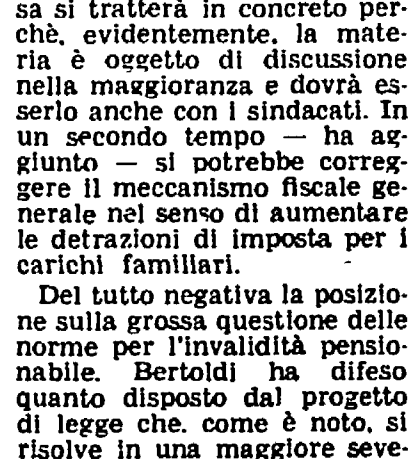 sa si tratterà in concreto per-
chè, evidentemente, la mate-
ria è oggetto di discussione
nella maggioranza e dovrà es-
serlo anche con i sindacati. In
un secondo tempo — ha ag-
giunto — si potrebbe correg-
gere il meccanismo fiscale ge-
nerale nel senso di aumentare
le detrazioni di imposta per i
carichi familiari.
Del tutto negativa la posizio-
ne sulla grossa questione delle
norme per l'invalidità pensio-
nabile. Bertoldi ha difeso
quanto disposto dal progetto
di legge che, come è noto, si
risolve in una maggiore seve-